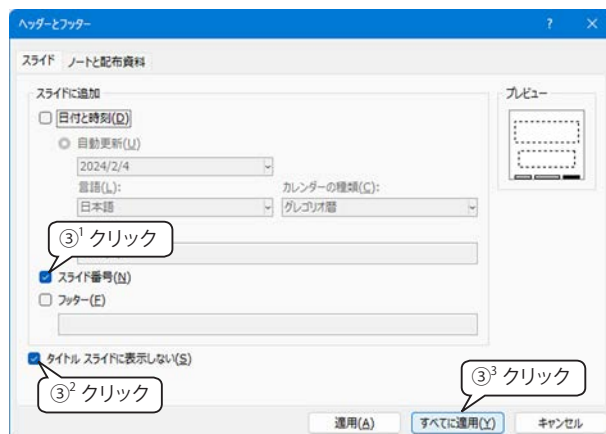 ヘッダーとフッター ? ×
スライド ノートと配布資料
スライドに追加 プレビュー
日付と時刻(D)
自動更新(U)
2024/2/4
言語(L): カレンダーの種類(C):
日本語 グレゴリオ暦
③¹ クリック
スライド番号(N)
フッター(F)
タイトル スライドに表示しない(S)
③² クリック
③³ クリック
適用(A) すべてに適用(Y) キャンセル